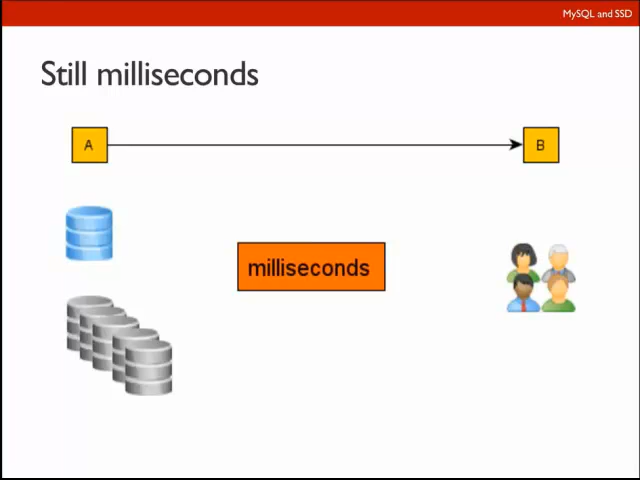 MySQL and SSD
Still milliseconds
A
B
milliseconds